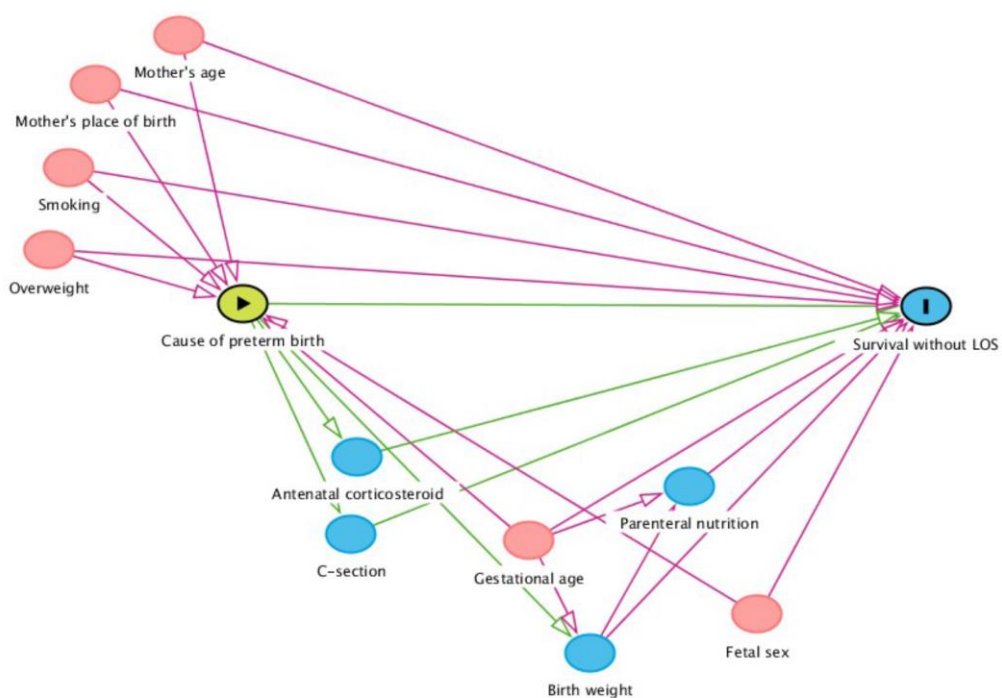 Mother's age
Mother's place of birth
Smoking
Overweight
Cause of preterm birth
Survival without LOS
Antenatal corticosteroid
Parenteral nutrition
C-section
Gestational age
Fetal sex
Birth weight